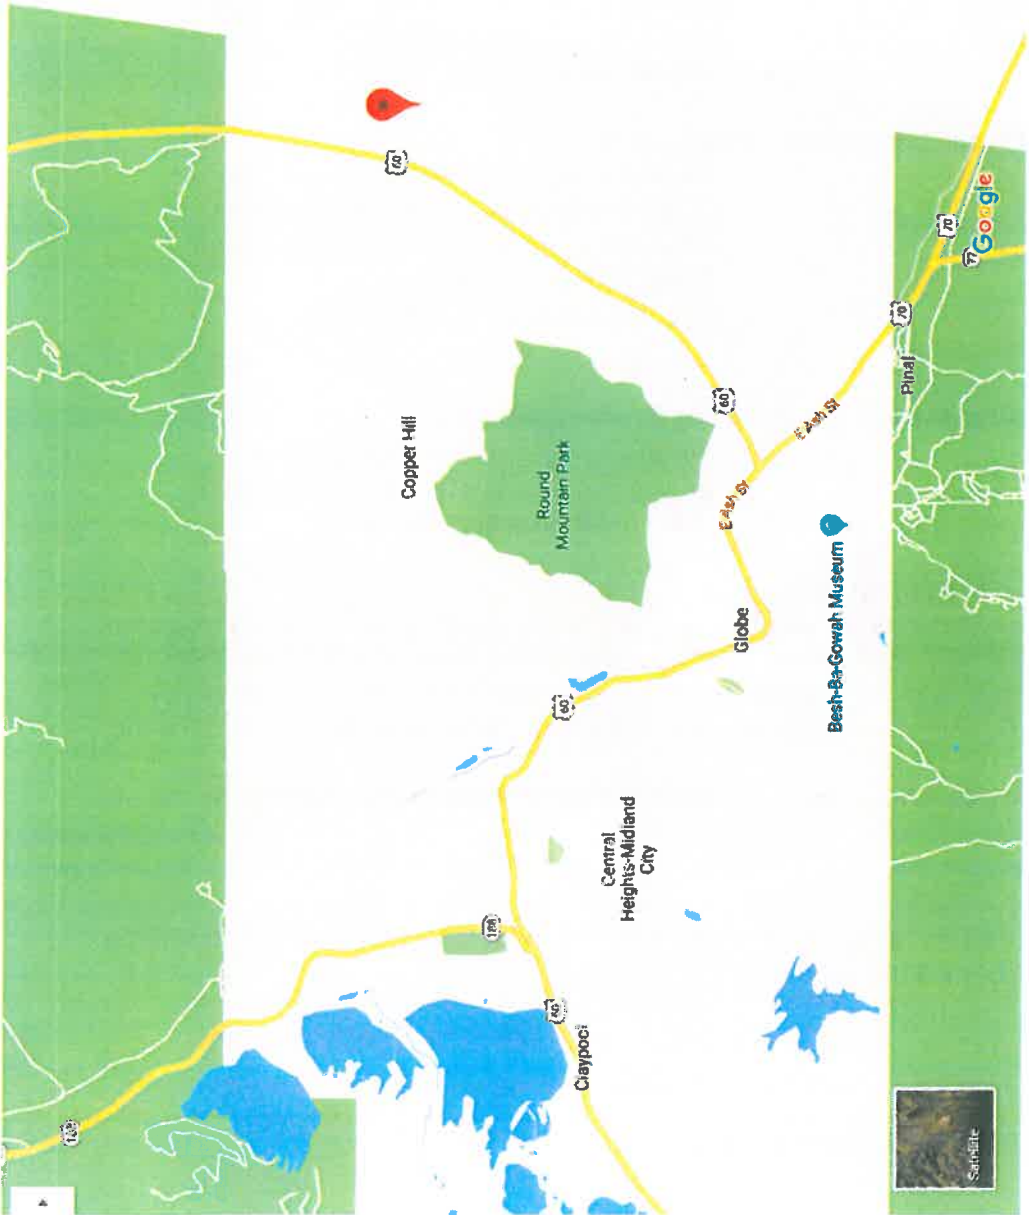 188
60
Claypool
188
Central
Heights-Midland
City
60
Globe
Besh-Ba-Gowah Museum
Round
Mountain Park
Copper Hill
E Ash St
E Ash St
60
60
Pinal
70
70
77
Google
Satellite